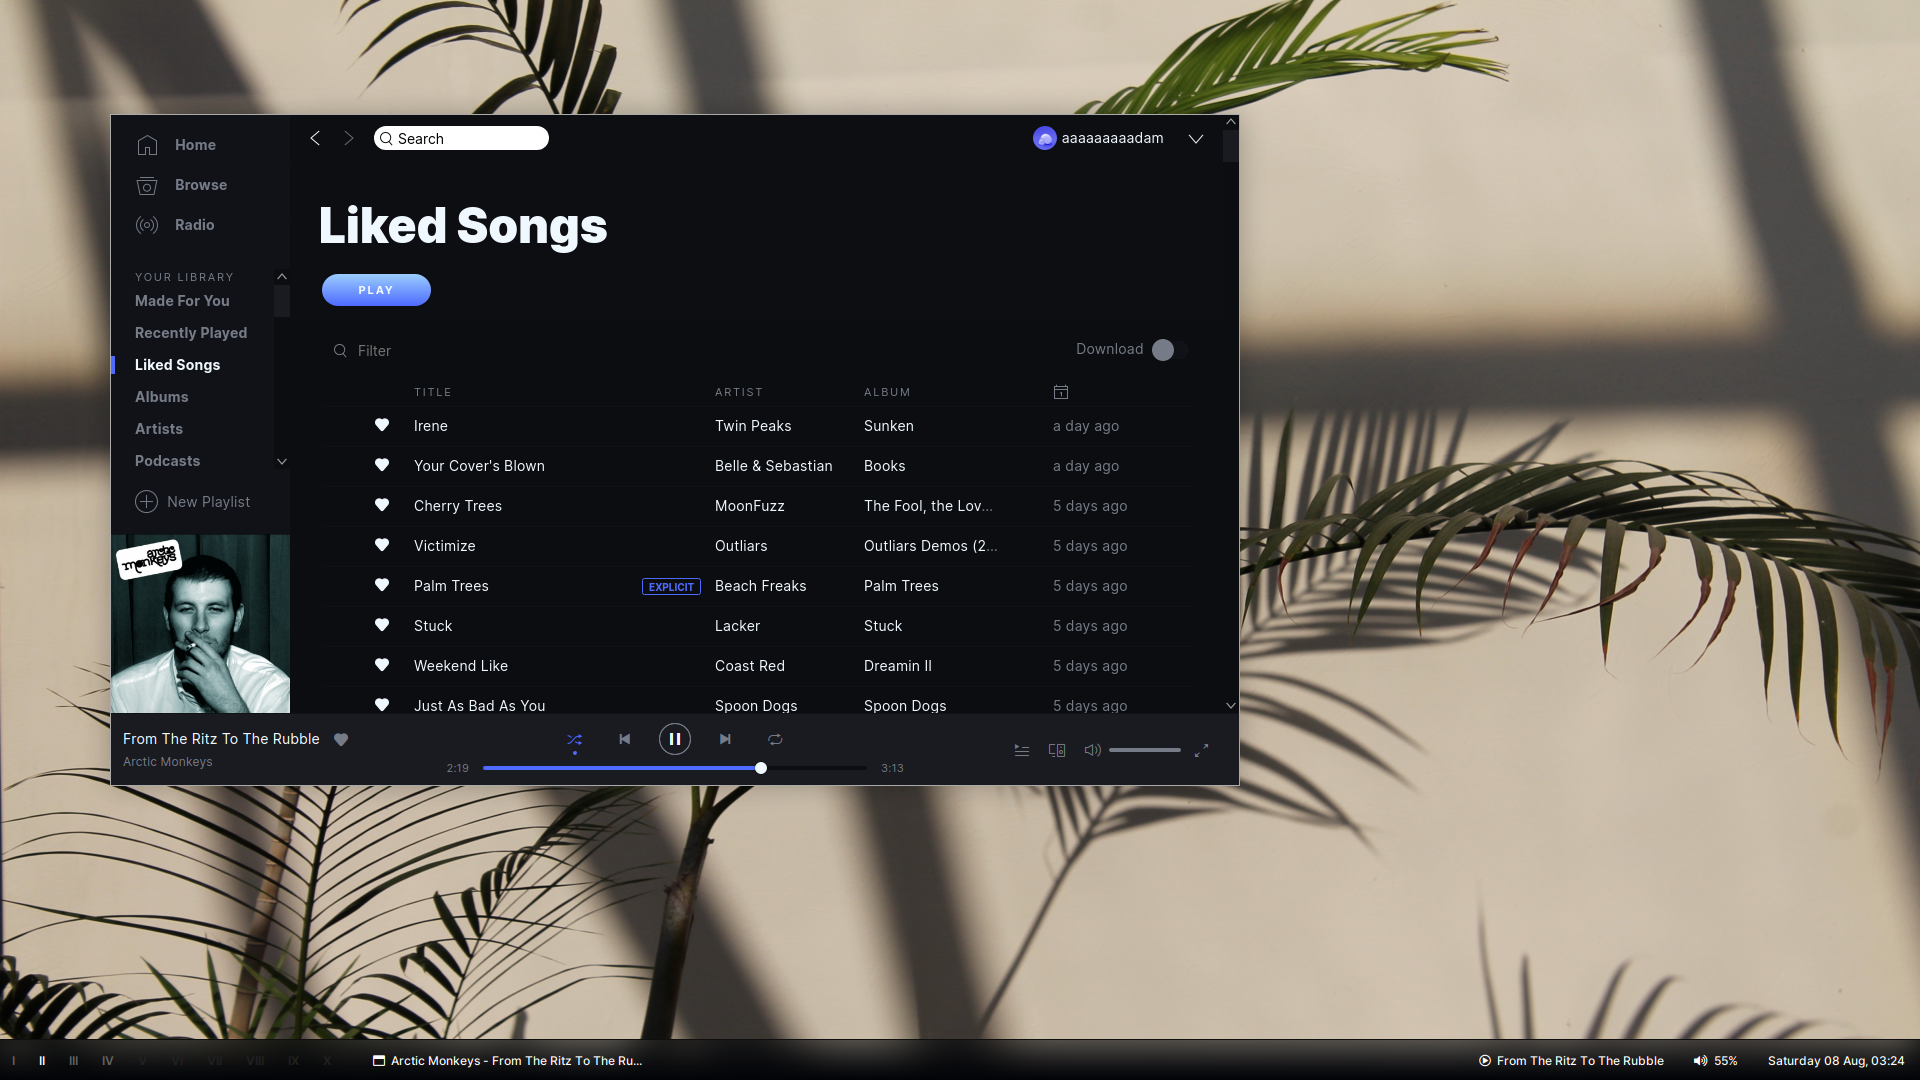 Home
Browse
Radio
YOUR LIBRARY
Made For You
Recently Played
Liked Songs
Albums
Artists
Podcasts
New Playlist
arctic monkeys
Search
aaaaaaaaadam
Liked Songs
PLAY
Filter
Download
TITLE ARTIST ALBUM
Irene Twin Peaks Sunken a day ago
Your Cover's Blown Belle & Sebastian Books a day ago
Cherry Trees MoonFuzz The Fool, the Lov... 5 days ago
Victimize Outliars Outliars Demos (2... 5 days ago
Palm Trees EXPLICIT Beach Freaks Palm Trees 5 days ago
Stuck Lacker Stuck 5 days ago
Weekend Like Coast Red Dreamin II 5 days ago
Just As Bad As You Spoon Dogs Spoon Dogs 5 days ago
From The Ritz To The Rubble
Arctic Monkeys
2:19 3:13
I II III IV V VI VII VIII IX X Arctic Monkeys - From The Ritz To The Ru... From The Ritz To The Rubble 55% Saturday 08 Aug, 03:24